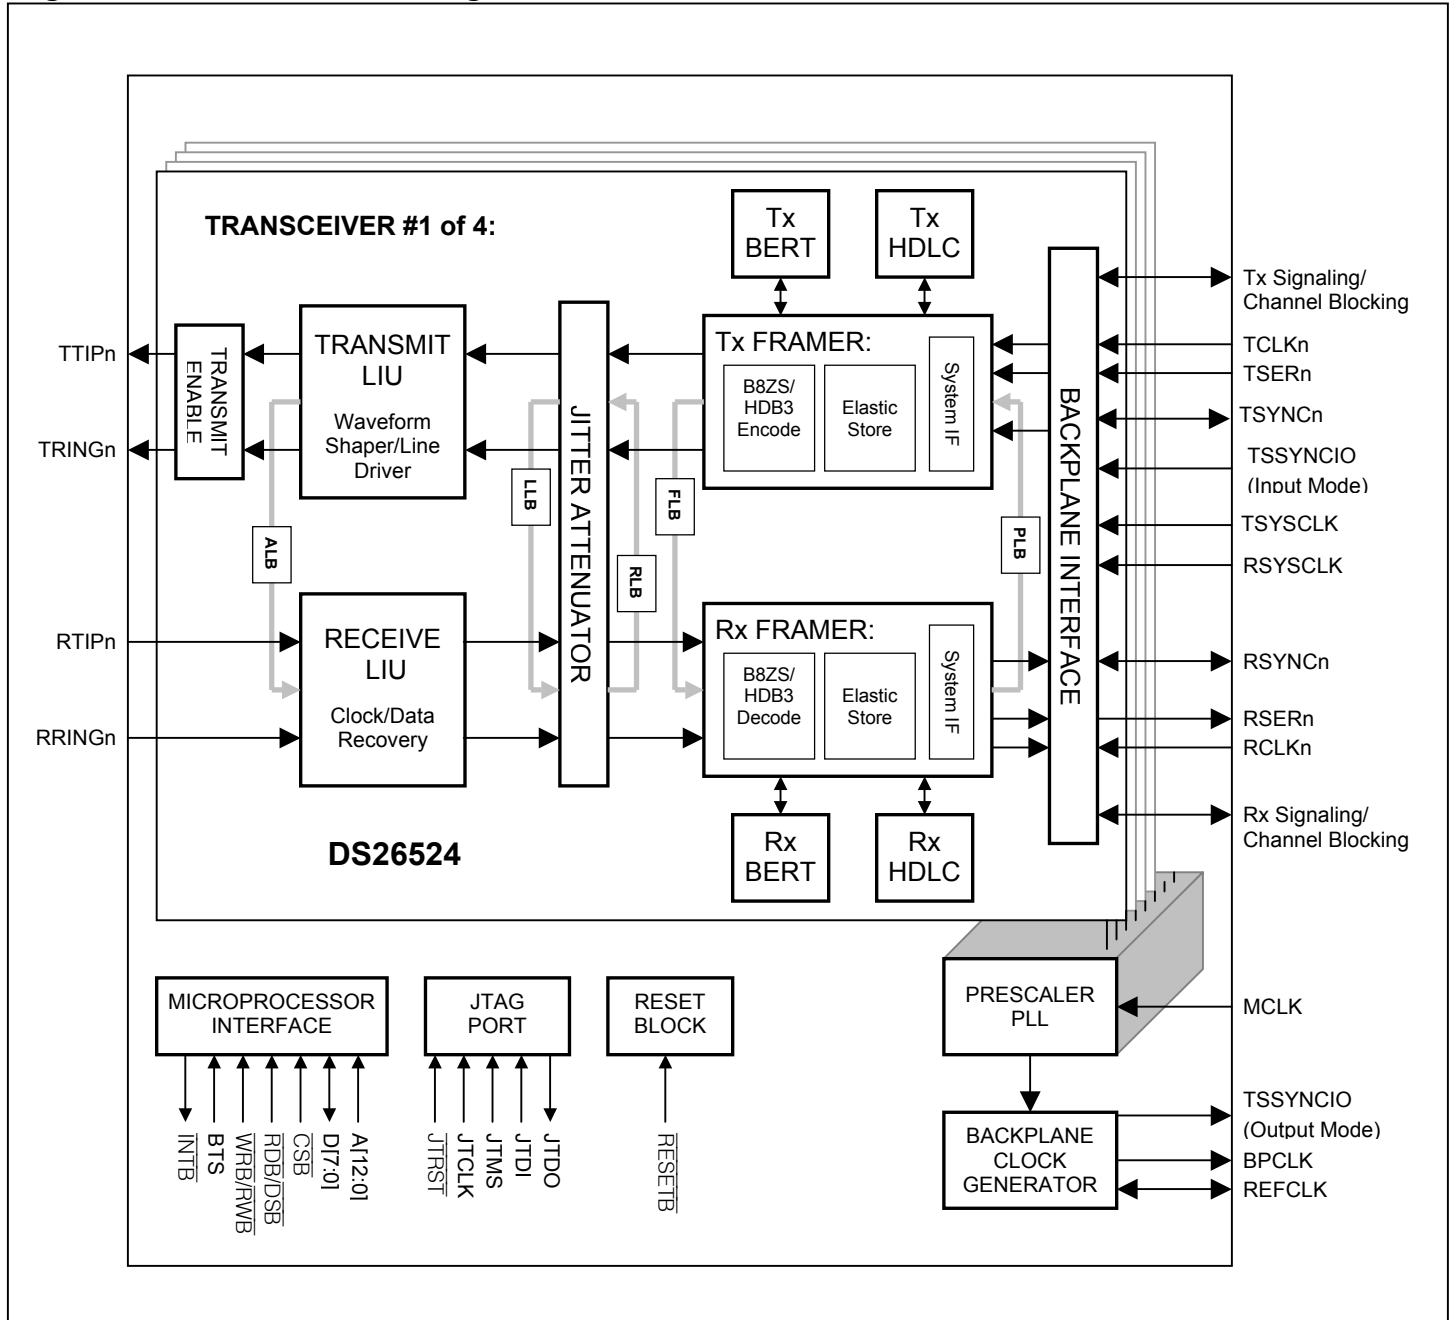 TRANSCEIVER #1 of 4:
Tx
BERT
Tx
HDLC
TTIPn
TRINGn
TRANSMIT
ENABLE
TRANSMIT
LIU
Waveform
Shaper/Line
Driver
JITTER ATTENUATOR
Tx FRAMER:
B8ZS/
HDB3
Encode
Elastic
Store
System IF
BACKPLANE INTERFACE
Tx Signaling/
Channel Blocking
TCLKn
TSERn
TSYNCn
TSSYNCIO
(Input Mode)
TSYSCLK
RSYSCLK
ALB
LLB
RLB
FLB
PLB
RTIPn
RRINGn
RECEIVE
LIU
Clock/Data
Recovery
Rx FRAMER:
B8ZS/
HDB3
Decode
Elastic
Store
System IF
RSYNCn
RSERn
RCLKn
Rx Signaling/
Channel Blocking
Rx
BERT
Rx
HDLC
DS26524
MICROPROCESSOR
INTERFACE
INTB
BTS
WRB/RWB
RDB/DSB
CSB
D[7:0]
A[12:0]
JTAG
PORT
JTRST
JTCLK
JTMS
JTDI
JTDO
RESET
BLOCK
RESETB
PRESCALER
PLL
MCLK
BACKPLANE
CLOCK
GENERATOR
TSSYNCIO
(Output Mode)
BPCLK
REFCLK